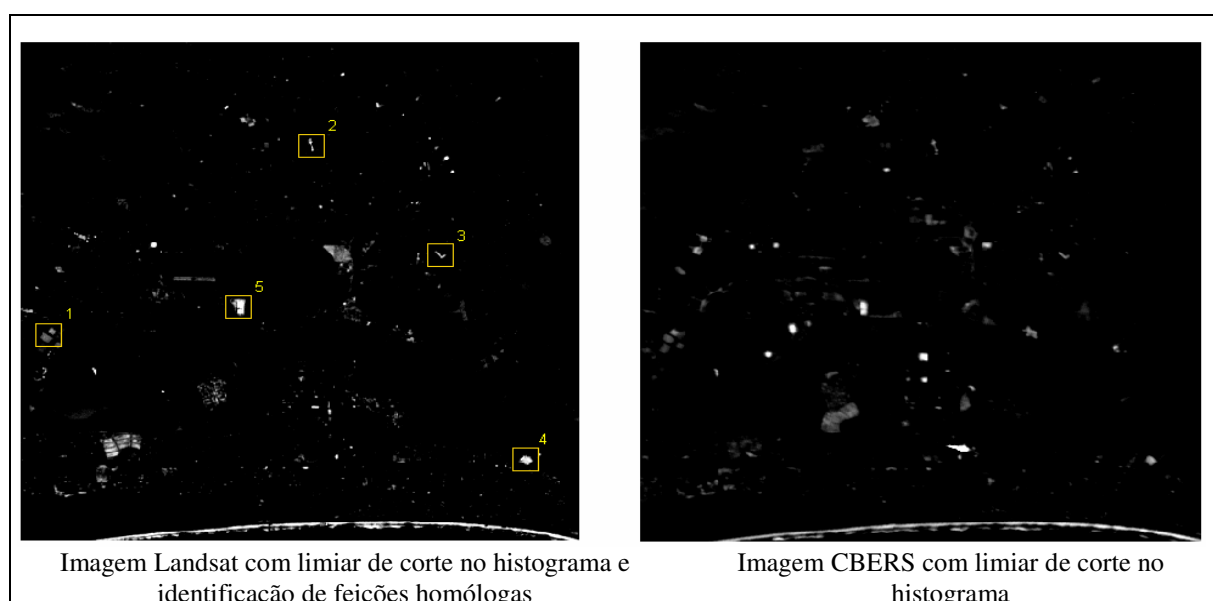 2
3
5
1
4
Imagem Landsat com limiar de corte no histograma e
identificação de feições homólogas
Imagem CBERS com limiar de corte no
histograma